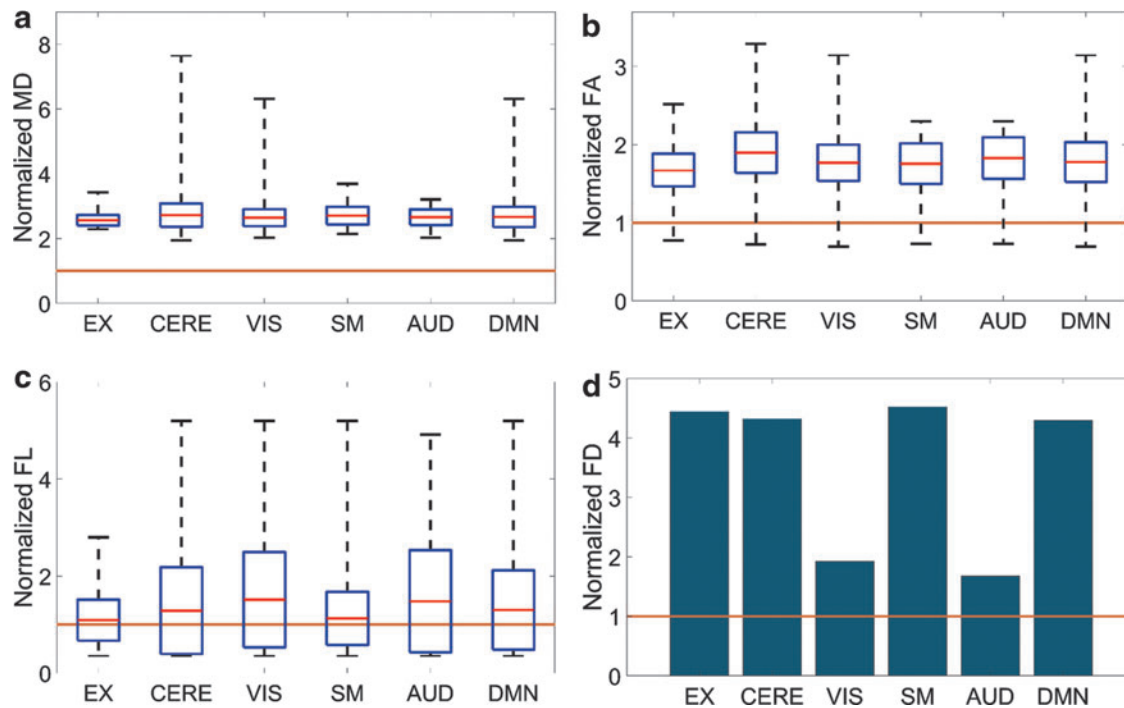 a
Normalized MD
8
6
4
2
0
EX CERE VIS SM AUD DMN
b
Normalized FA
3
2
1
0
EX CERE VIS SM AUD DMN
c
Normalized FL
6
4
2
0
EX CERE VIS SM AUD DMN
d
Normalized FD
5
4
3
2
1
0
EX CERE VIS SM AUD DMN